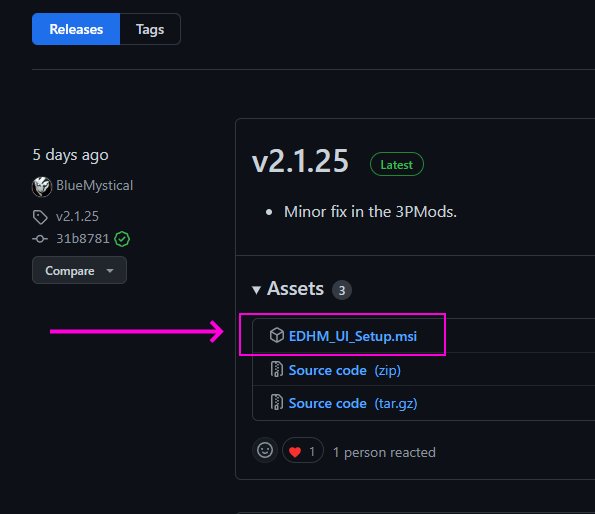 Releases Tags
5 days ago
BlueMystical
v2.1.25
31b8781
Compare
v2.1.25 Latest
Minor fix in the 3PMods.
Assets 3
EDHM_UI_Setup.msi
Source code (zip)
Source code (tar.gz)
1 1 person reacted